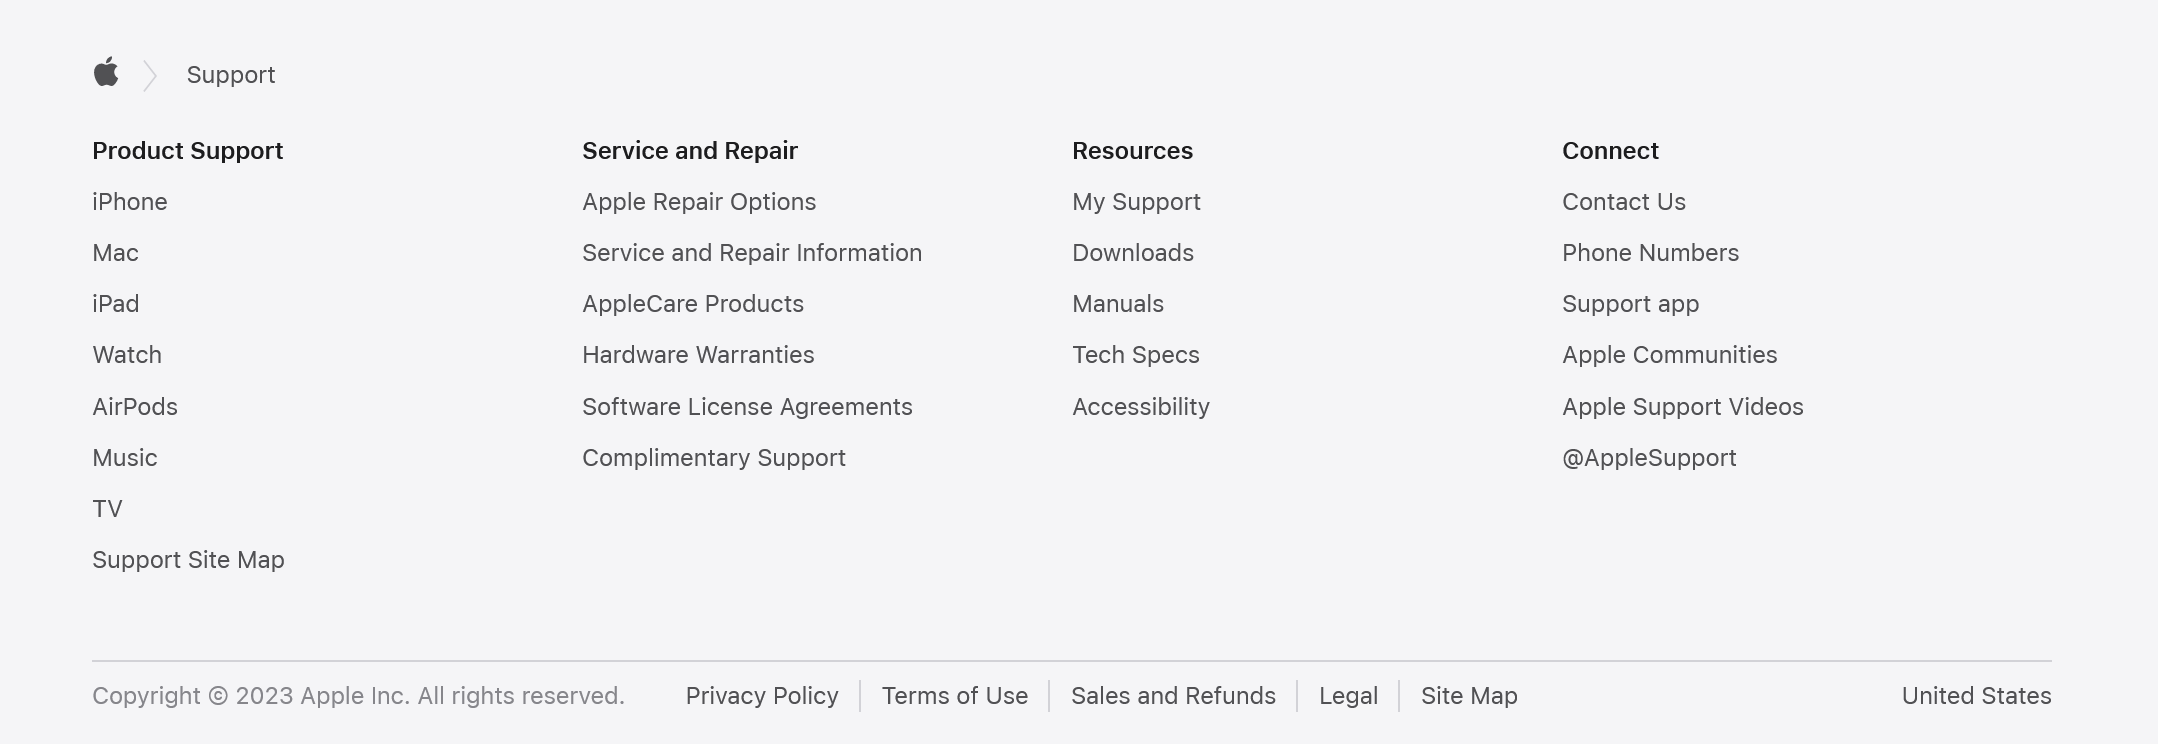 Support
Product Support
iPhone
Mac
iPad
Watch
AirPods
Music
TV
Support Site Map
Service and Repair
Apple Repair Options
Service and Repair Information
AppleCare Products
Hardware Warranties
Software License Agreements
Complimentary Support
Resources
My Support
Downloads
Manuals
Tech Specs
Accessibility
Connect
Contact Us
Phone Numbers
Support app
Apple Communities
Apple Support Videos
@AppleSupport
Copyright © 2023 Apple Inc. All rights reserved. Privacy Policy Terms of Use Sales and Refunds Legal Site Map United States